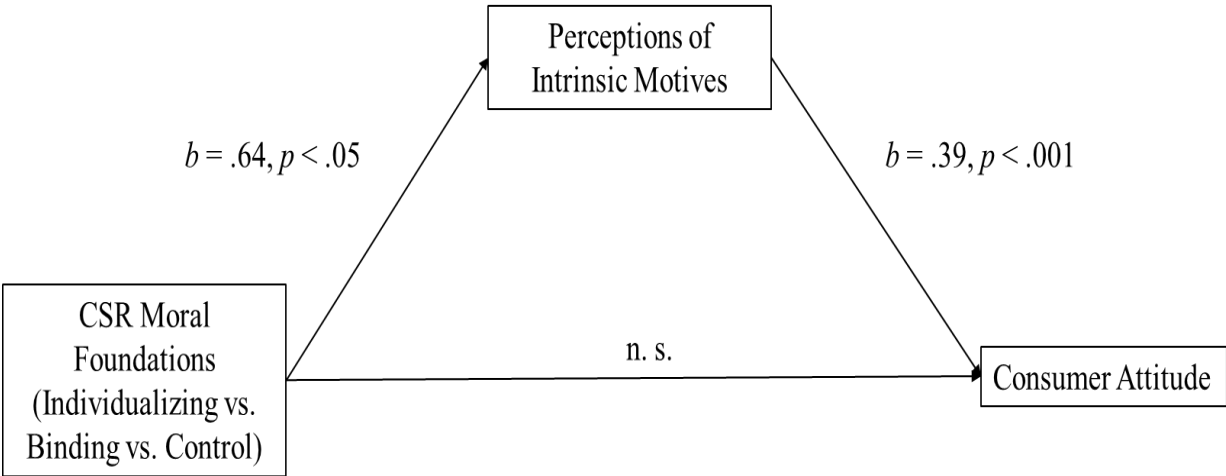 Perceptions of
Intrinsic Motives
b = .64, p < .05
b = .39, p < .001
CSR Moral
Foundations
(Individualizing vs.
Binding vs. Control)
n. s.
Consumer Attitude